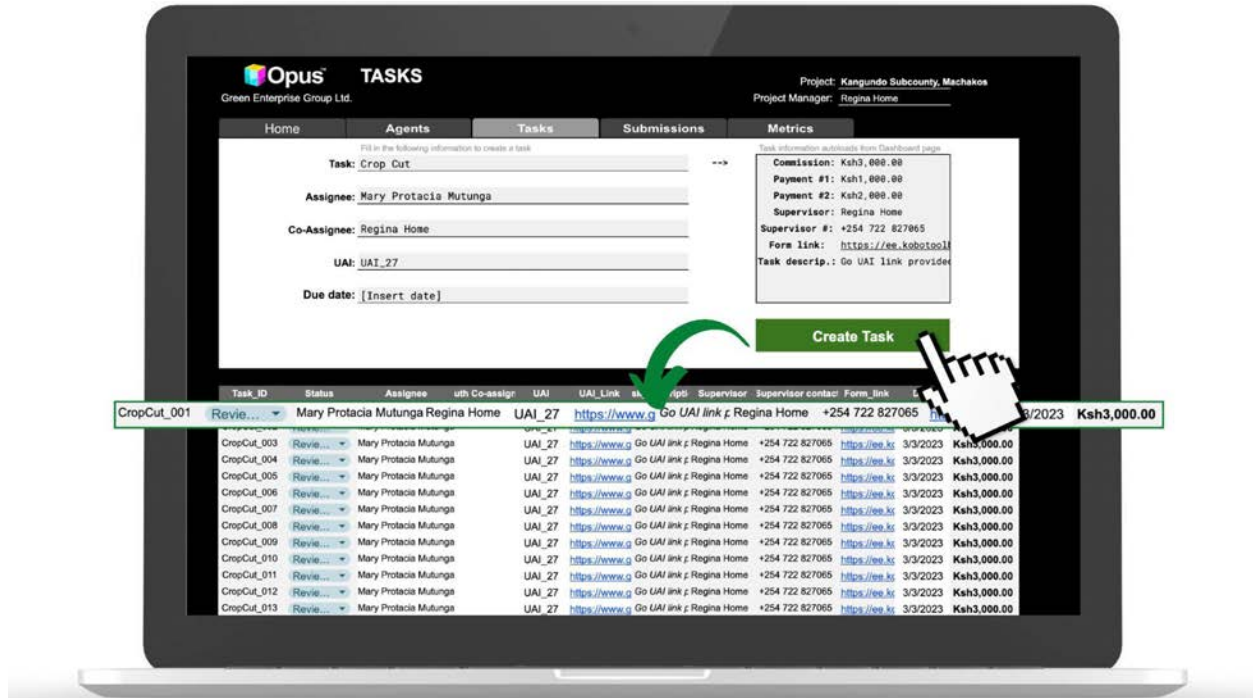 Opus™ TASKS
Green Enterprise Group Ltd.
Project: Kangundo Subcounty, Machakos
Project Manager: Regina Home
Home Agents Tasks Submissions Metrics
Fill in the following information to create a task
Task information autoloads from Dashboard page
Task: Crop Cut
-->
Assignee: Mary Protacia Mutunga
Co-Assignee: Regina Home
UAI: UAI_27
Due date: [Insert date]
Commission: Ksh3,000.00
Payment #1: Ksh1,000.00
Payment #2: Ksh2,000.00
Supervisor: Regina Home
Supervisor #: +254 722 827065
Form link: https://ee.kobotool
Task descrip.: Go UAI link provided
Create Task
Task_ID Status Assignee uth Co-assigr UAI UAI_Link Supervisor Supervisor contact Form_link
CropCut_001 Revie... Mary Protacia Mutunga Regina Home UAI_27 https://www.g Go UAI link p Regina Home +254 722 827065 3/2023 Ksh3,000.00
CropCut_003 Revie... Mary Protacia Mutunga UAI_27 https://www.g Go UAI link p Regina Home +254 722 827065 https://ee.kc 3/3/2023 Ksh3,000.00
CropCut_004 Revie... Mary Protacia Mutunga UAI_27 https://www.g Go UAI link p Regina Home +254 722 827065 https://ee.kc 3/3/2023 Ksh3,000.00
CropCut_005 Revie... Mary Protacia Mutunga UAI_27 https://www.g Go UAI link p Regina Home +254 722 827065 https://ee.kc 3/3/2023 Ksh3,000.00
CropCut_006 Revie... Mary Protacia Mutunga UAI_27 https://www.g Go UAI link p Regina Home +254 722 827065 https://ee.kc 3/3/2023 Ksh3,000.00
CropCut_007 Revie... Mary Protacia Mutunga UAI_27 https://www.g Go UAI link p Regina Home +254 722 827065 https://ee.kc 3/3/2023 Ksh3,000.00
CropCut_008 Revie... Mary Protacia Mutunga UAI_27 https://www.g Go UAI link p Regina Home +254 722 827065 https://ee.kc 3/3/2023 Ksh3,000.00
CropCut_009 Revie... Mary Protacia Mutunga UAI_27 https://www.g Go UAI link p Regina Home +254 722 827065 https://ee.kc 3/3/2023 Ksh3,000.00
CropCut_010 Revie... Mary Protacia Mutunga UAI_27 https://www.g Go UAI link p Regina Home +254 722 827065 https://ee.kc 3/3/2023 Ksh3,000.00
CropCut_011 Revie... Mary Protacia Mutunga UAI_27 https://www.g Go UAI link p Regina Home +254 722 827065 https://ee.kc 3/3/2023 Ksh3,000.00
CropCut_012 Revie... Mary Protacia Mutunga UAI_27 https://www.g Go UAI link p Regina Home +254 722 827065 https://ee.kc 3/3/2023 Ksh3,000.00
CropCut_013 Revie... Mary Protacia Mutunga UAI_27 https://www.g Go UAI link p Regina Home +254 722 827065 https://ee.kc 3/3/2023 Ksh3,000.00